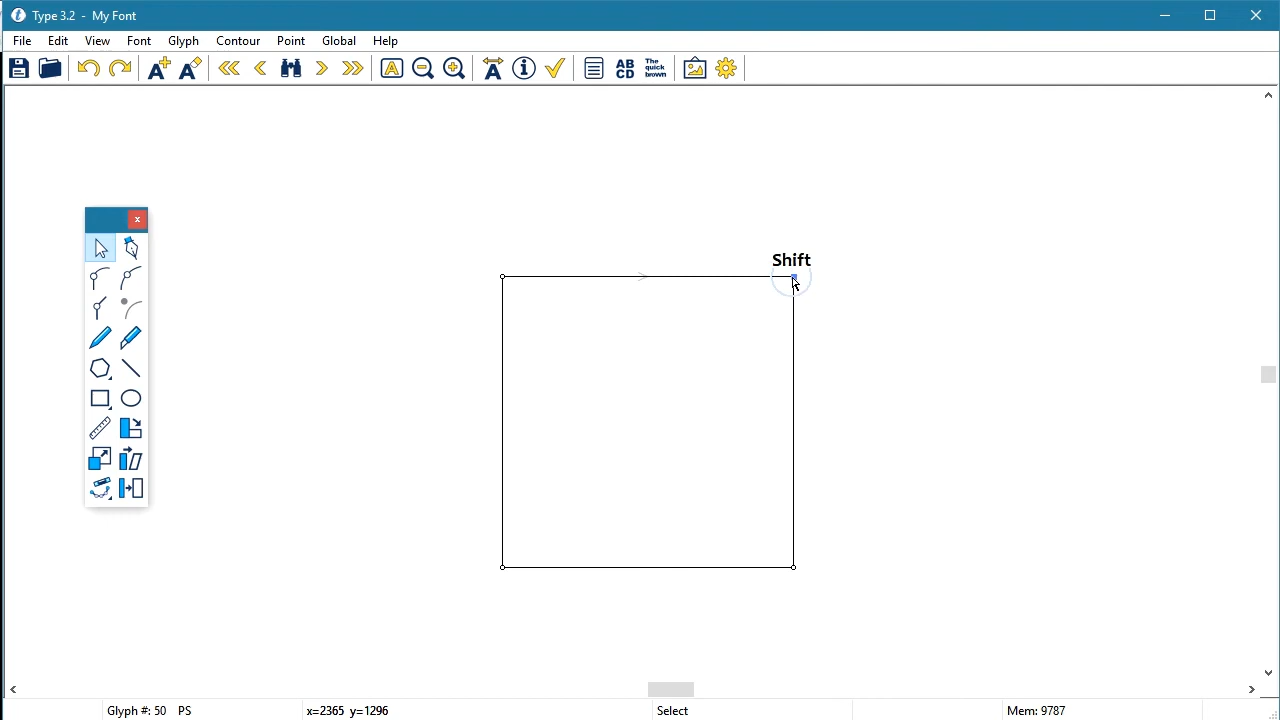 Type 3.2 - My Font
File Edit View Font Glyph Contour Point Global Help
AB
CD
The
quick
brown
x
Shift
Glyph #: 50 PS x=2365 y=1296 Select Mem: 9787